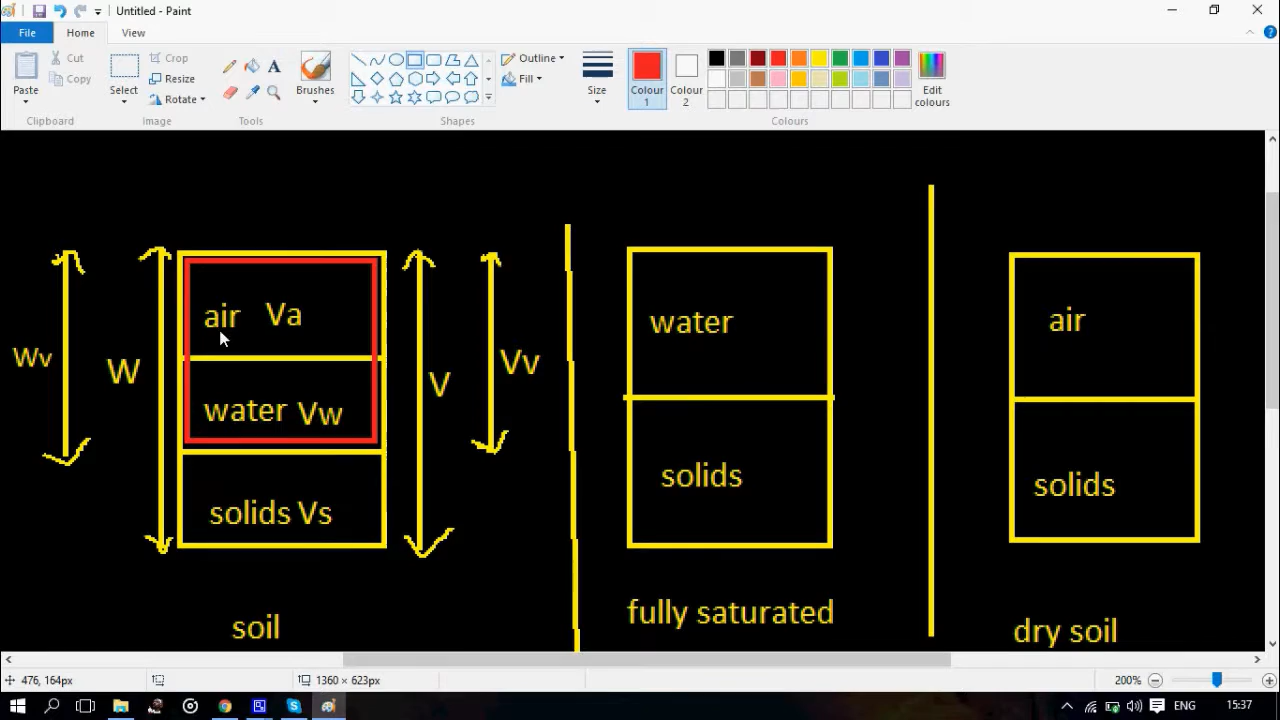 Untitled - Paint
File Home View
Paste Cut Copy
Clipboard
Select Crop Resize Rotate
Image
Tools
Brushes
Shapes
Outline Fill
Size
Colour 1
Colour 2
Edit colours
Colours
Wv
W
air Va
water Vw
solids Vs
V
Vv
soil
water
solids
fully saturated
air
solids
dry soil
476, 164px
1360 × 623px
200%
ENG
15:37